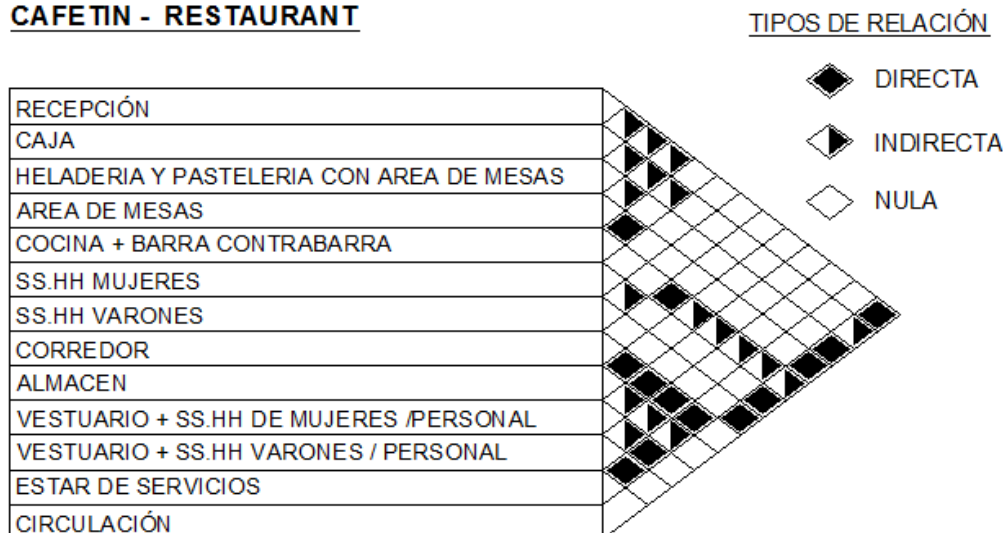 CAFETIN - RESTAURANT
TIPOS DE RELACIÓN
DIRECTA
INDIRECTA
NULA
RECEPCIÓN
CAJA
HELADERIA Y PASTELERIA CON AREA DE MESAS
AREA DE MESAS
COCINA + BARRA CONTRABARRA
SS.HH MUJERES
SS.HH VARONES
CORREDOR
ALMACEN
VESTUARIO + SS.HH DE MUJERES /PERSONAL
VESTUARIO + SS.HH VARONES / PERSONAL
ESTAR DE SERVICIOS
CIRCULACIÓN